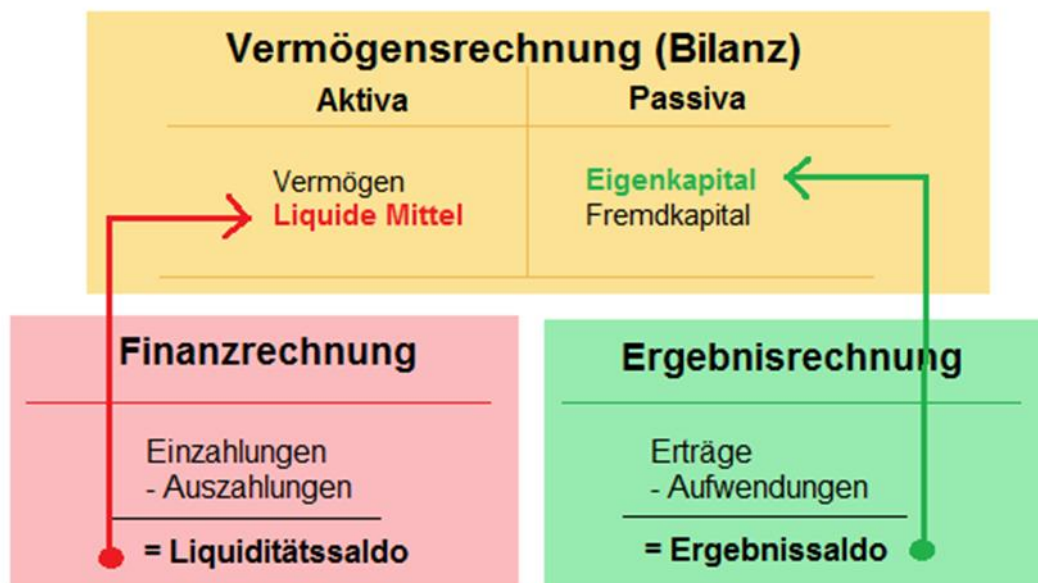 Vermögensrechnung (Bilanz)
Aktiva
Passiva
Vermögen
Liquide Mittel
Eigenkapital
Fremdkapital
Finanzrechnung
Einzahlungen
- Auszahlungen
= Liquiditätssaldo
Ergebnisrechnung
Erträge
- Aufwendungen
= Ergebnissaldo